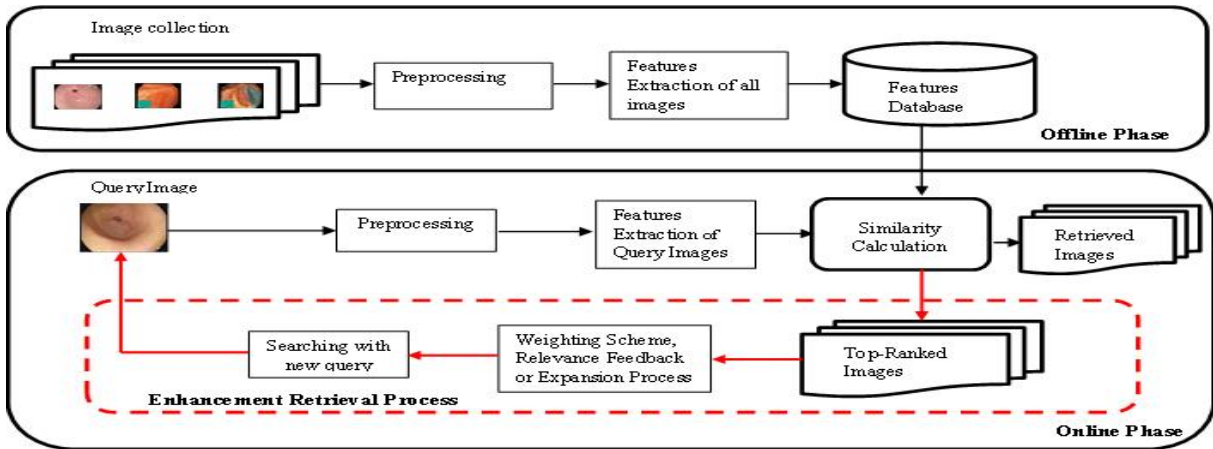 Image collection
Preprocessing
Features
Extraction of all
images
Features
Database
Offline Phase
Query Image
Preprocessing
Features
Extraction of
Query Images
Similarity
Calculation
Retrieved
Images
Searching with
new query
Weighting Scheme,
Relevance Feedback
or Expansion Process
Top-Ranked
Images
Enhancement Retrieval Process
Online Phase